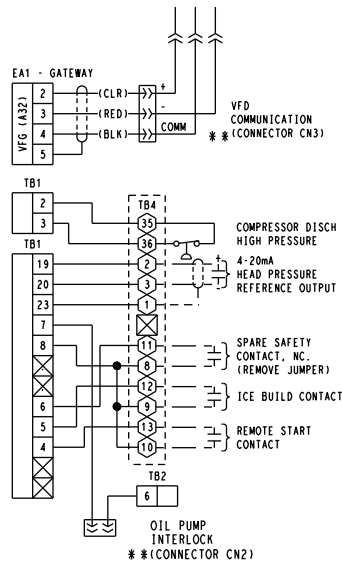 EA1 - GATEWAY
VFG (A32)
2 (CLR) +
3 (RED) -
4 (BLK) COMM
5
VFD
COMMUNICATION
** (CONNECTOR CN3)
TB1
2
3
TB1
19
20
23
7
8
6
5
4
TB4
35
36
2
3
1
11
8
12
9
13
10
COMPRESSOR DISCH
HIGH PRESSURE
+ 4-20mA
- HEAD PRESSURE
REFERENCE OUTPUT
SPARE SAFETY
CONTACT, NC.
(REMOVE JUMPER)
ICE BUILD CONTACT
REMOTE START
CONTACT
TB2
6
OIL PUMP
INTERLOCK
**(CONNECTOR CN2)